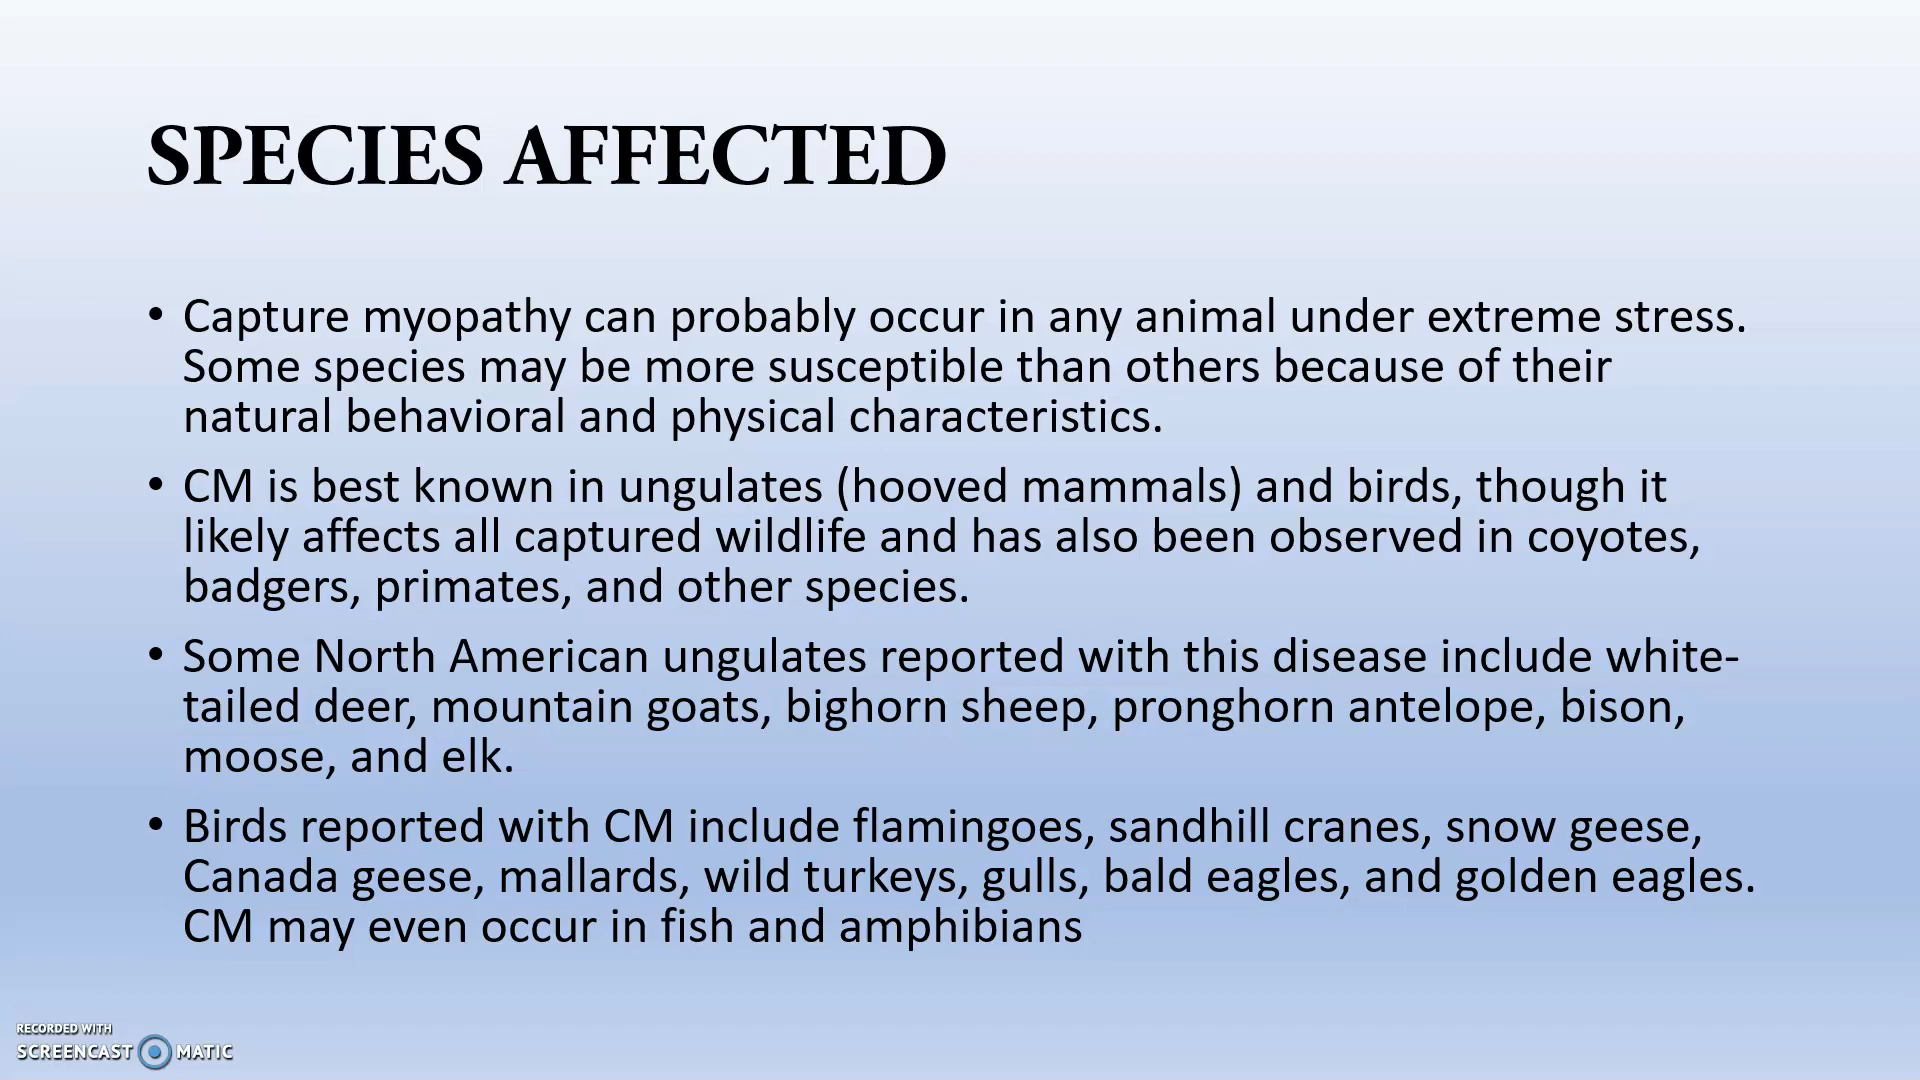 SPECIES AFFECTED
• Capture myopathy can probably occur in any animal under extreme stress.
Some species may be more susceptible than others because of their
natural behavioral and physical characteristics.
• CM is best known in ungulates (hooved mammals) and birds, though it
likely affects all captured wildlife and has also been observed in coyotes,
badgers, primates, and other species.
• Some North American ungulates reported with this disease include white-
tailed deer, mountain goats, bighorn sheep, pronghorn antelope, bison,
moose, and elk.
• Birds reported with CM include flamingoes, sandhill cranes, snow geese,
Canada geese, mallards, wild turkeys, gulls, bald eagles, and golden eagles.
CM may even occur in fish and amphibians
RECORDED WITH
SCREENCAST MATIC